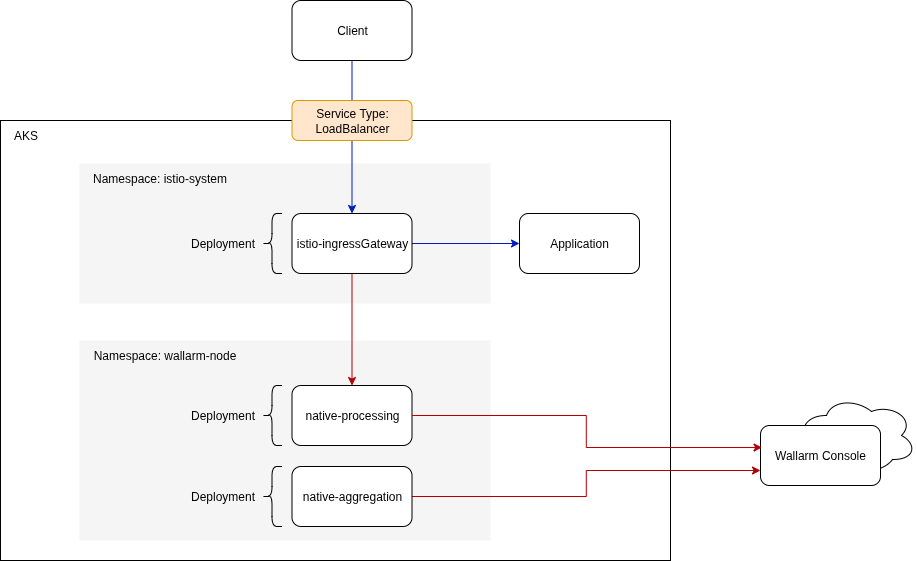 Client
Service Type:
LoadBalancer
AKS
Namespace: istio-system
Deployment
istio-ingressGateway
Application
Namespace: wallarm-node
Deployment
native-processing
Wallarm Console
Deployment
native-aggregation